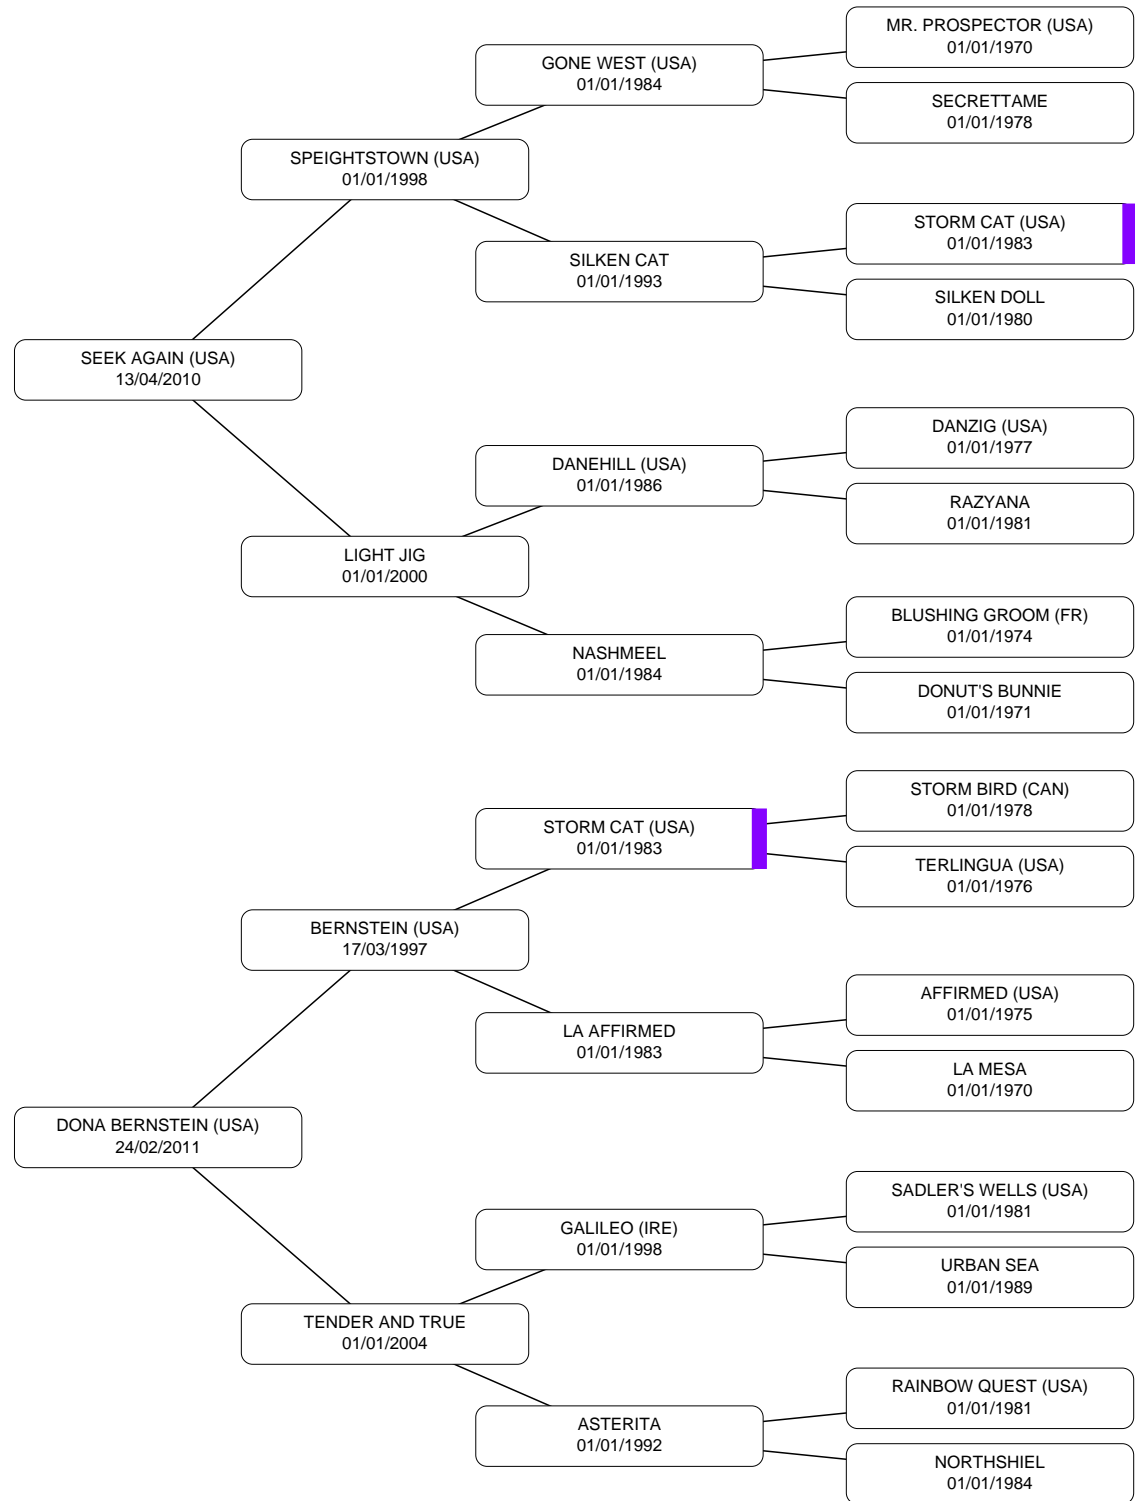 MR. PROSPECTOR (USA)
01/01/1970
GONE WEST (USA)
01/01/1984
SECRETTAME
01/01/1978
SPEIGHTSTOWN (USA)
01/01/1998
STORM CAT (USA)
01/01/1983
SILKEN CAT
01/01/1993
SILKEN DOLL
01/01/1980
SEEK AGAIN (USA)
13/04/2010
DANZIG (USA)
01/01/1977
DANEHILL (USA)
01/01/1986
RAZYANA
01/01/1981
LIGHT JIG
01/01/2000
BLUSHING GROOM (FR)
01/01/1974
NASHMEEL
01/01/1984
DONUT'S BUNNIE
01/01/1971
STORM BIRD (CAN)
01/01/1978
STORM CAT (USA)
01/01/1983
TERLINGUA (USA)
01/01/1976
BERNSTEIN (USA)
17/03/1997
AFFIRMED (USA)
01/01/1975
LA AFFIRMED
01/01/1983
LA MESA
01/01/1970
DONA BERNSTEIN (USA)
24/02/2011
SADLER'S WELLS (USA)
01/01/1981
GALILEO (IRE)
01/01/1998
URBAN SEA
01/01/1989
TENDER AND TRUE
01/01/2004
RAINBOW QUEST (USA)
01/01/1981
ASTERITA
01/01/1992
NORTHSHIEL
01/01/1984